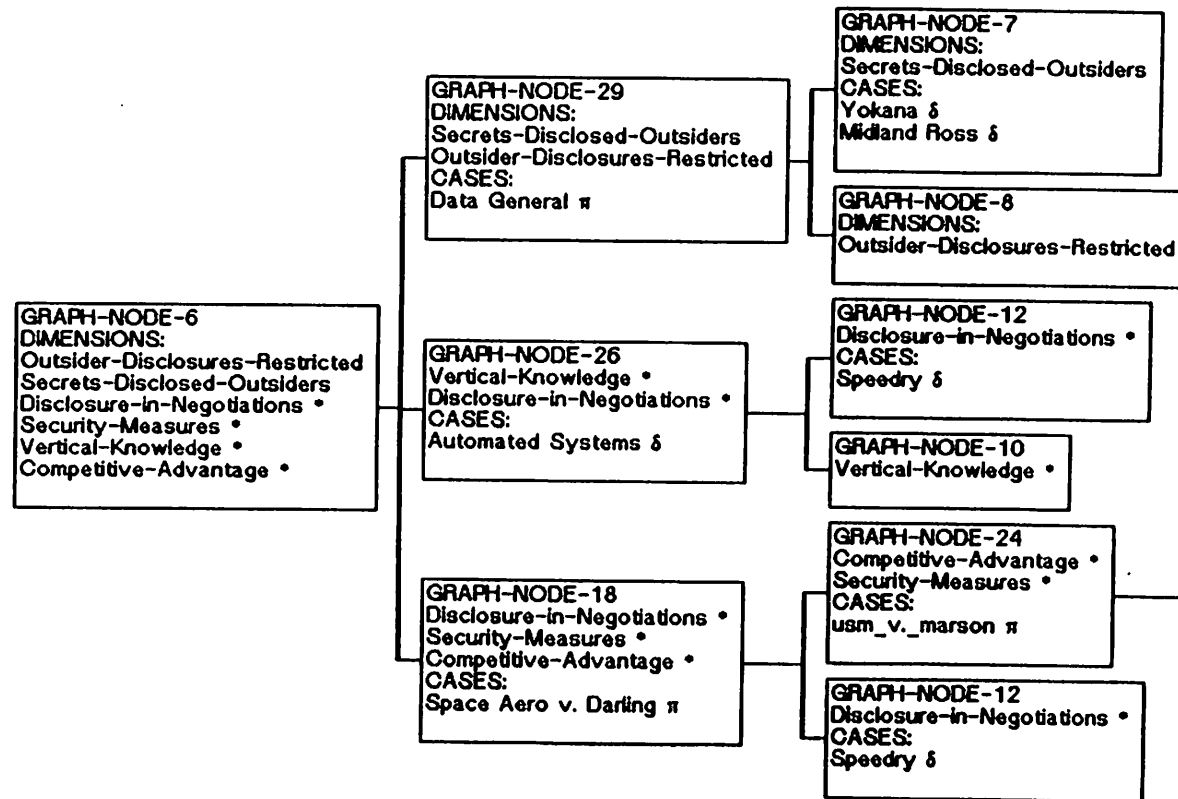 GRAPH-NODE-6
DIMENSIONS:
Outsider-Disclosures-Restricted
Secrets-Disclosed-Outsiders
Disclosure-in-Negotiations *
Security-Measures *
Vertical-Knowledge *
Competitive-Advantage *
GRAPH-NODE-29
DIMENSIONS:
Secrets-Disclosed-Outsiders
Outsider-Disclosures-Restricted
CASES:
Data General π
GRAPH-NODE-26
Vertical-Knowledge *
Disclosure-in-Negotiations *
CASES:
Automated Systems δ
GRAPH-NODE-18
Disclosure-in-Negotiations *
Security-Measures *
Competitive-Advantage *
CASES:
Space Aero v. Darling π
GRAPH-NODE-7
DIMENSIONS:
Secrets-Disclosed-Outsiders
CASES:
Yokana δ
Midland Ross δ
GRAPH-NODE-8
DIMENSIONS:
Outsider-Disclosures-Restricted
GRAPH-NODE-12
Disclosure-in-Negotiations *
CASES:
Speedry δ
GRAPH-NODE-10
Vertical-Knowledge *
GRAPH-NODE-24
Competitive-Advantage *
Security-Measures *
CASES:
usm_v._marson π
GRAPH-NODE-12
Disclosure-in-Negotiations *
CASES:
Speedry δ